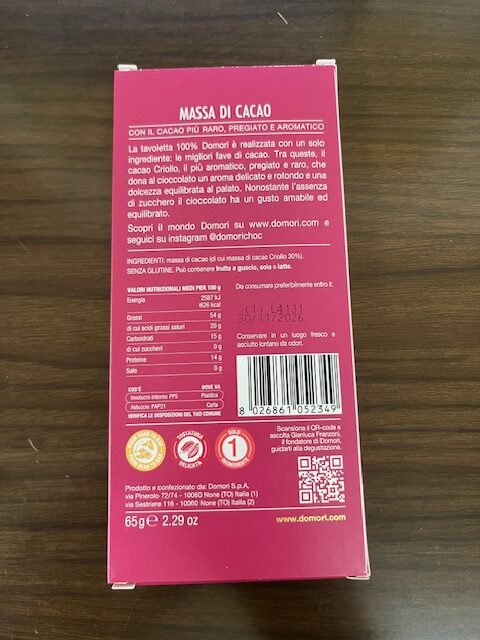 MASSA DI CACAO
CON IL CACAO PIÙ RARO, PREGIATO E AROMATICO
La tavoletta 100% Domori è realizzata con un solo
ingrediente: le migliori fave di cacao. Tra queste, il
cacao Criollo, il più aromatico, pregiato e raro, che
dona al cioccolato un aroma delicato e rotondo e una
dolcezza equilibrata al palato. Nonostante l'assenza
di zucchero il cioccolato ha un gusto amabile ed
equilibrato.
Scopri il mondo Domori su www.domori.com e
seguici su instagram @domorichoc
INGREDIENTI: massa di cacao (di cui massa di cacao Criollo 30%).
SENZA GLUTINE. Può contenere frutta a guscio, soia e latte.
VALORI NUTRIZIONALI MEDI PER 100 g
Energia 2587 kJ
/626 kcal
Grassi 54 g
di cui acidi grassi saturi 20 g
Carboidrati 15 g
di cui zuccheri 0 g
Proteine 14 g
Sale 0 g
Da consumare preferibilmente entro il:
(1) L4131
30/11/2026
Conservare in un luogo fresco e
asciutto lontano da odori.
COS'È DOVE VA
Involucro interno: PP5 Plastica
Astuccio: PAP21 Carta
VERIFICA LE DISPOSIZIONI DEL TUO COMUNE
8 026861 052349
TOSTATURA
DELICATA
SOLO
1
INGREDIENTE
Scansiona il QR-code e
ascolta Gianluca Franzoni,
il fondatore di Domori,
guidarti alla degustazione.
Prodotto e confezionato da: Domori S.p.A,
via Pinerolo 72/74 - 10060 None (TO) Italia (1)
via Sestriere 116 - 10060 None (TO) Italia (2)
65g e 2.29 oz
www.domori.com